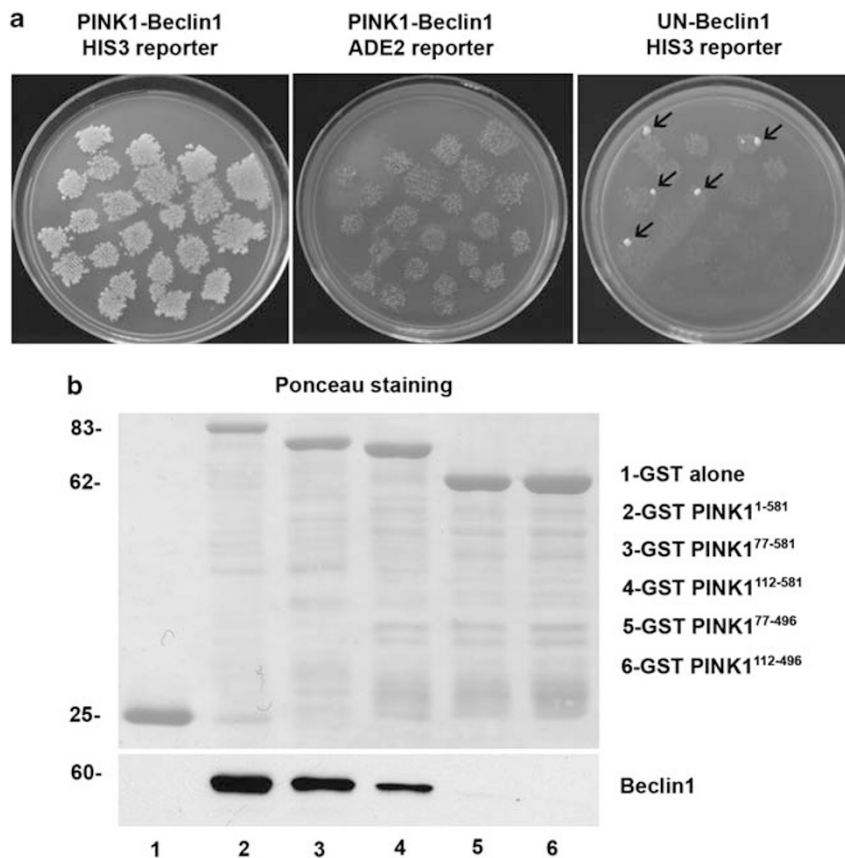 a
PINK1-Beclin1
HIS3 reporter
PINK1-Beclin1
ADE2 reporter
UN-Beclin1
HIS3 reporter
b
Ponceau staining
83-
62-
25-
60-
1-GST alone
2-GST PINK1¹⁻⁵⁸¹
3-GST PINK1⁷⁷⁻⁵⁸¹
4-GST PINK1¹¹²⁻⁵⁸¹
5-GST PINK1⁷⁷⁻⁴⁹⁶
6-GST PINK1¹¹²⁻⁴⁹⁶
Beclin1
1 2 3 4 5 6